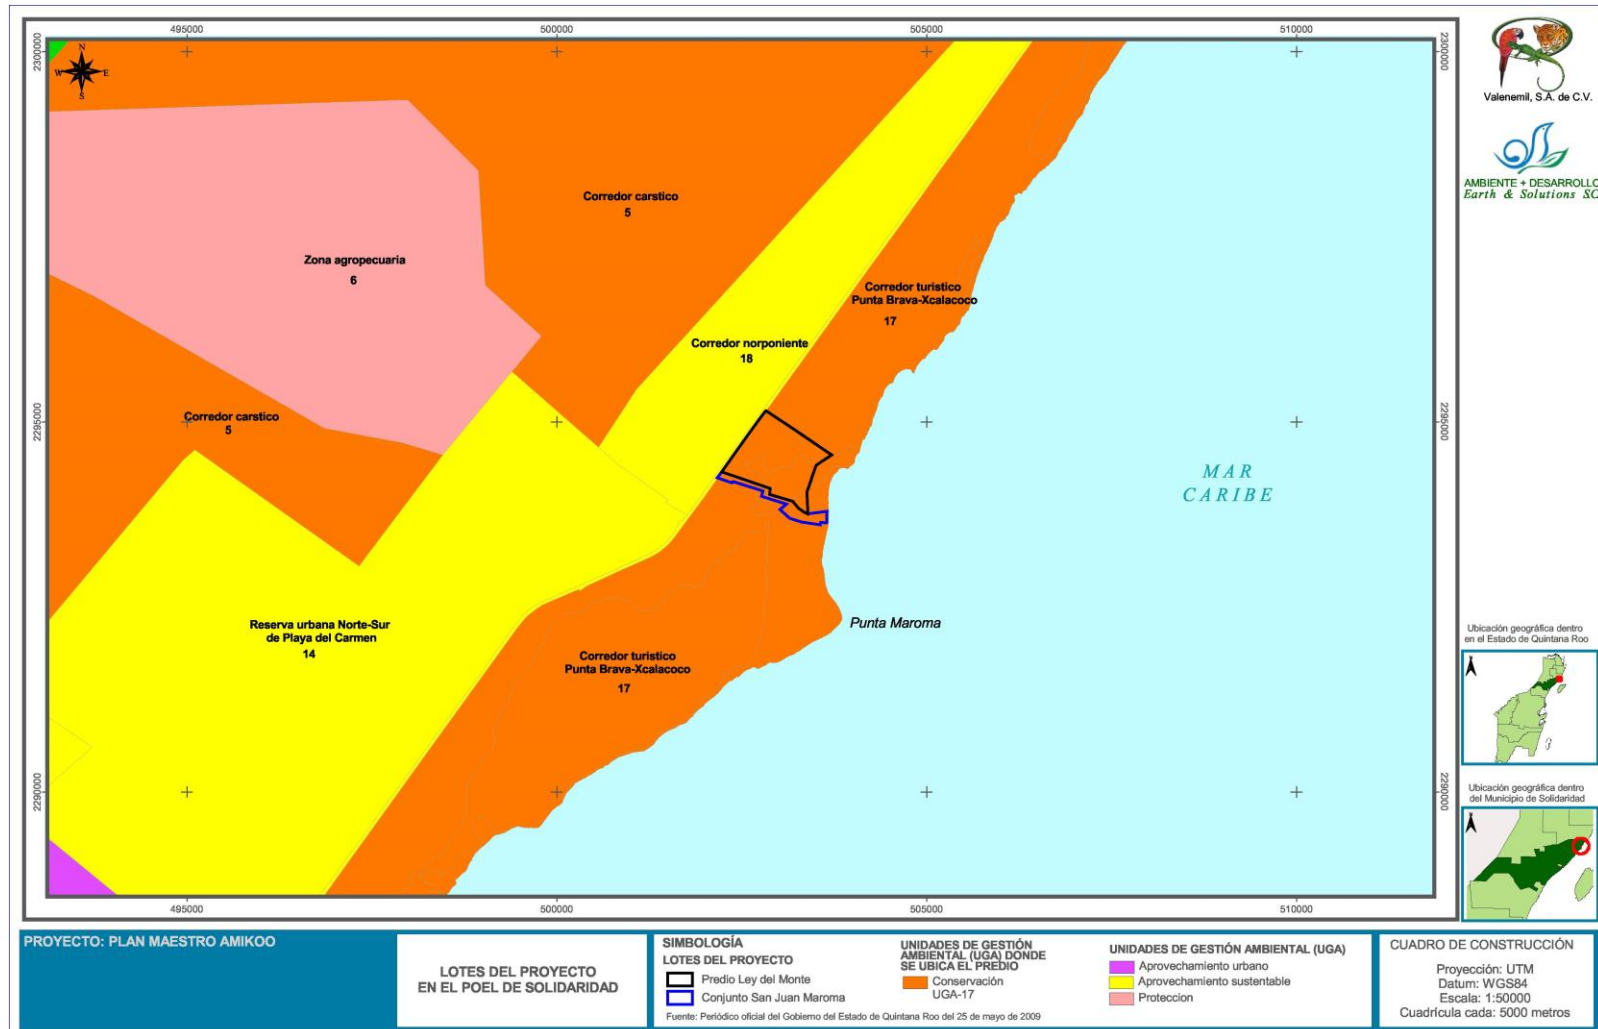 495000
500000
505000
510000
2300000
2300000
N
W
E
S
Valenemil, S.A. de C.V.
AMBIENTE + DESARROLLO
Earth & Solutions SC
Corredor carstico
5
Zona agropecuaria
6
Corredor turistico
Punta Brava-Xcalacoco
17
Corredor norponiente
18
Corredor carstico
5
2295000
2295000
MAR
CARIBE
Punta Maroma
Reserva urbana Norte-Sur
de Playa del Carmen
14
Corredor turistico
Punta Brava-Xcalacoco
17
Ubicación geográfica dentro
en el Estado de Quintana Roo
2290000
2290000
Ubicación geográfica dentro
del Municipio de Solidaridad
495000
500000
505000
510000
PROYECTO: PLAN MAESTRO AMIKOO
LOTES DEL PROYECTO
EN EL POEL DE SOLIDARIDAD
SIMBOLOGÍA
LOTES DEL PROYECTO
Predio Ley del Monte
Conjunto San Juan Maroma
UNIDADES DE GESTIÓN
AMBIENTAL (UGA) DONDE
SE UBICA EL PREDIO
Conservación
UGA-17
Fuente: Periódico oficial del Gobierno del Estado de Quintana Roo del 25 de mayo de 2009
UNIDADES DE GESTIÓN AMBIENTAL (UGA)
Aprovechamiento urbano
Aprovechamiento sustentable
Proteccion
CUADRO DE CONSTRUCCIÓN
Proyección: UTM
Datum: WGS84
Escala: 1:50000
Cuadrícula cada: 5000 metros